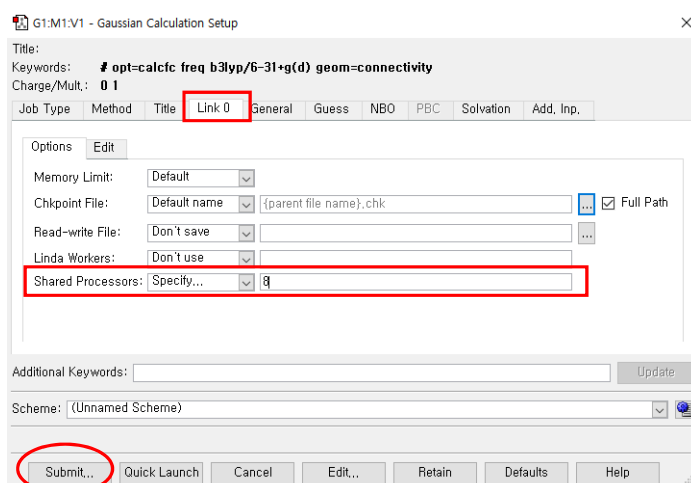 G1:M1:V1 - Gaussian Calculation Setup
Title:
Keywords: # opt=calcfc freq b3lyp/6-31+g(d) geom=connectivity
Charge/Mult.: 0 1
Job Type Method Title Link 0 General Guess NBO PBC Solvation Add. Inp.
Options Edit
Memory Limit: Default
Chkpoint File: Default name {parent file name}.chk ... Full Path
Read-write File: Don't save ...
Linda Workers: Don't use
Shared Processors: Specify... 8
Additional Keywords: Update
Scheme: (Unnamed Scheme)
Submit... Quick Launch Cancel Edit... Retain Defaults Help